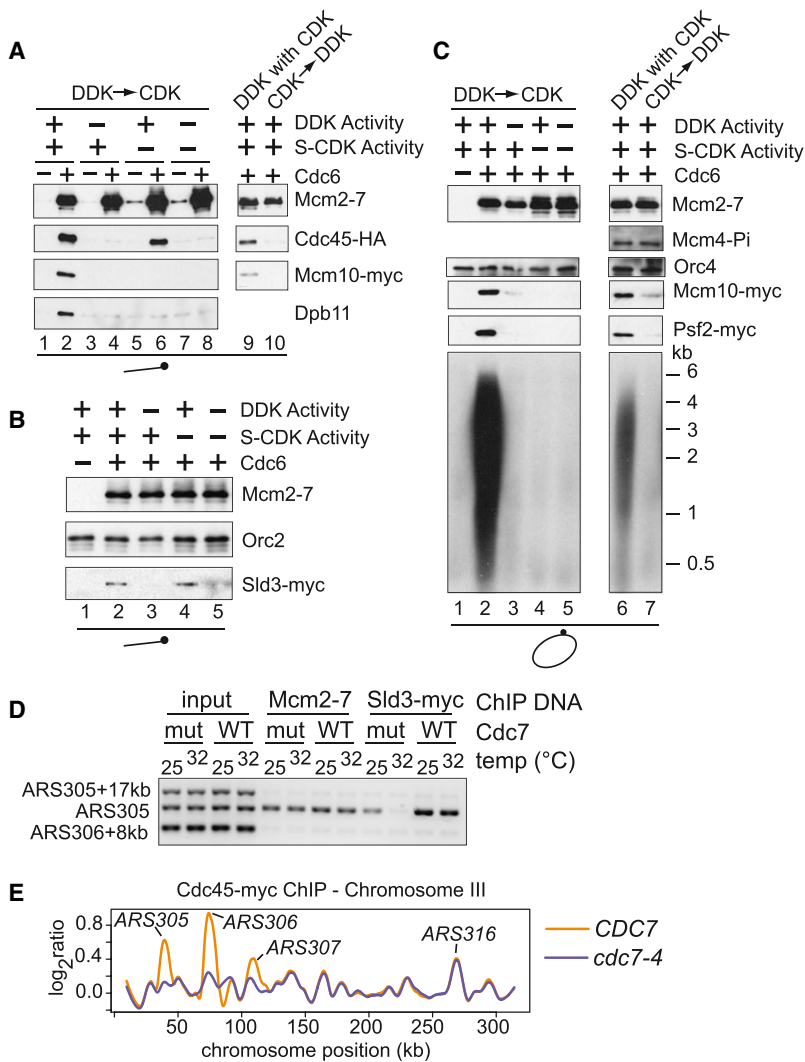 A
DDK→CDK
DDK with CDK
CDK→DDK
+ − + − + + DDK Activity
+ + − − + + S-CDK Activity
− + − + − + − + + + Cdc6
Mcm2-7
Cdc45-HA
Mcm10-myc
Dpb11
1 2 3 4 5 6 7 8 9 10
B
+ + − + − DDK Activity
+ + + − − S-CDK Activity
− + + + + Cdc6
Mcm2-7
Orc2
Sld3-myc
1 2 3 4 5
C
DDK→CDK
DDK with CDK
CDK→DDK
+ + − + − + + DDK Activity
+ + + − − + + S-CDK Activity
− + + + + + + Cdc6
Mcm2-7
Mcm4-Pi
Orc4
Mcm10-myc
Psf2-myc
kb
6
4
3
2
1
0.5
1 2 3 4 5 6 7
D
input Mcm2-7 Sld3-myc ChIP DNA
mut WT mut WT mut WT Cdc7
25 32 25 32 25 32 25 32 25 32 25 32 temp (°C)
ARS305+17kb
ARS305
ARS306+8kb
E
Cdc45-myc ChIP - Chromosome III
ARS305
ARS306
ARS307
ARS316
CDC7
cdc7-4
log2ratio
0.8
0.4
0.0
50 100 150 200 250 300
chromosome position (kb)